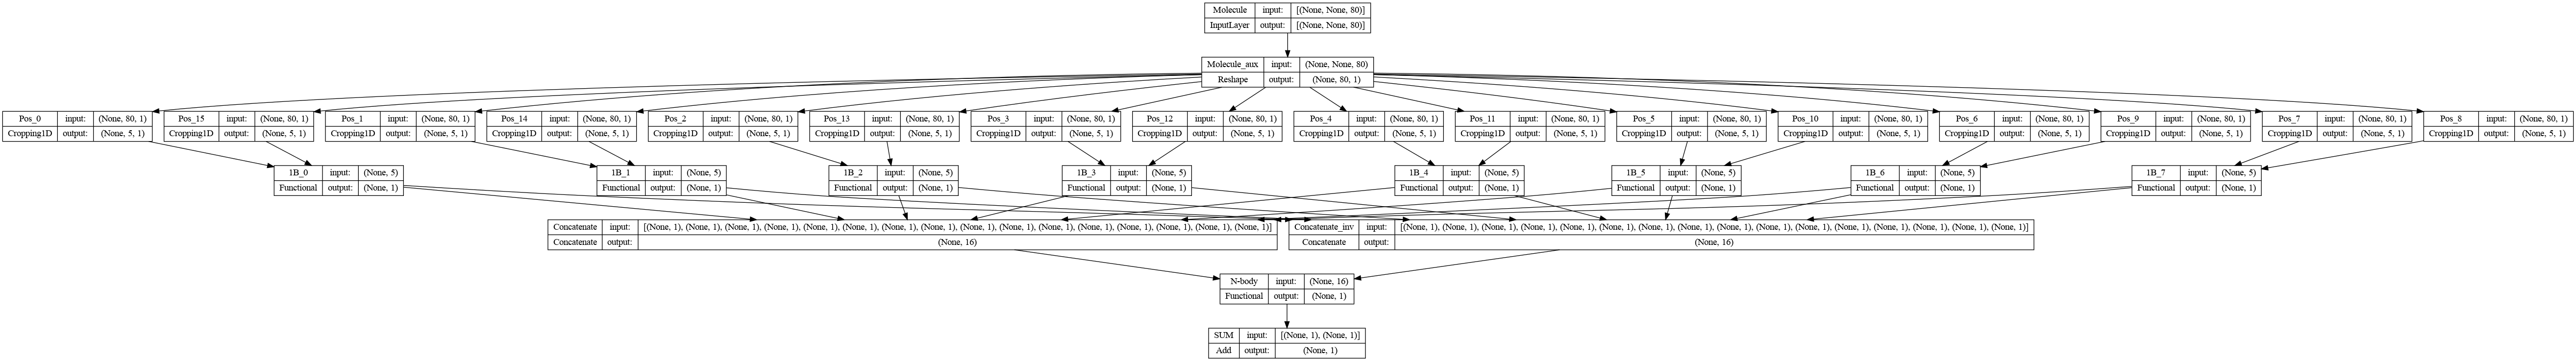 Molecule input: [(None, None, 80)]
InputLayer output: [(None, None, 80)]
Molecule_aux input: (None, None, 80)
Reshape output: (None, 80, 1)
Pos_0 input: (None, 80, 1)
Cropping1D output: (None, 5, 1)
Pos_15 input: (None, 80, 1)
Cropping1D output: (None, 5, 1)
Pos_1 input: (None, 80, 1)
Cropping1D output: (None, 5, 1)
Pos_14 input: (None, 80, 1)
Cropping1D output: (None, 5, 1)
Pos_2 input: (None, 80, 1)
Cropping1D output: (None, 5, 1)
Pos_13 input: (None, 80, 1)
Cropping1D output: (None, 5, 1)
Pos_3 input: (None, 80, 1)
Cropping1D output: (None, 5, 1)
Pos_12 input: (None, 80, 1)
Cropping1D output: (None, 5, 1)
Pos_4 input: (None, 80, 1)
Cropping1D output: (None, 5, 1)
Pos_11 input: (None, 80, 1)
Cropping1D output: (None, 5, 1)
Pos_5 input: (None, 80, 1)
Cropping1D output: (None, 5, 1)
Pos_10 input: (None, 80, 1)
Cropping1D output: (None, 5, 1)
Pos_6 input: (None, 80, 1)
Cropping1D output: (None, 5, 1)
Pos_9 input: (None, 80, 1)
Cropping1D output: (None, 5, 1)
Pos_7 input: (None, 80, 1)
Cropping1D output: (None, 5, 1)
Pos_8 input: (None, 80, 1)
Cropping1D output: (None, 5, 1)
1B_0 input: (None, 5)
Functional output: (None, 1)
1B_1 input: (None, 5)
Functional output: (None, 1)
1B_2 input: (None, 5)
Functional output: (None, 1)
1B_3 input: (None, 5)
Functional output: (None, 1)
1B_4 input: (None, 5)
Functional output: (None, 1)
1B_5 input: (None, 5)
Functional output: (None, 1)
1B_6 input: (None, 5)
Functional output: (None, 1)
1B_7 input: (None, 5)
Functional output: (None, 1)
Concatenate input: [(None, 1), (None, 1), (None, 1), (None, 1), (None, 1), (None, 1), (None, 1), (None, 1), (None, 1), (None, 1), (None, 1), (None, 1), (None, 1), (None, 1), (None, 1), (None, 1)]
Concatenate output: (None, 16)
Concatenate_inv input: [(None, 1), (None, 1), (None, 1), (None, 1), (None, 1), (None, 1), (None, 1), (None, 1), (None, 1), (None, 1), (None, 1), (None, 1), (None, 1), (None, 1), (None, 1), (None, 1)]
Concatenate output: (None, 16)
N-body input: (None, 16)
Functional output: (None, 1)
SUM input: [(None, 1), (None, 1)]
Add output: (None, 1)